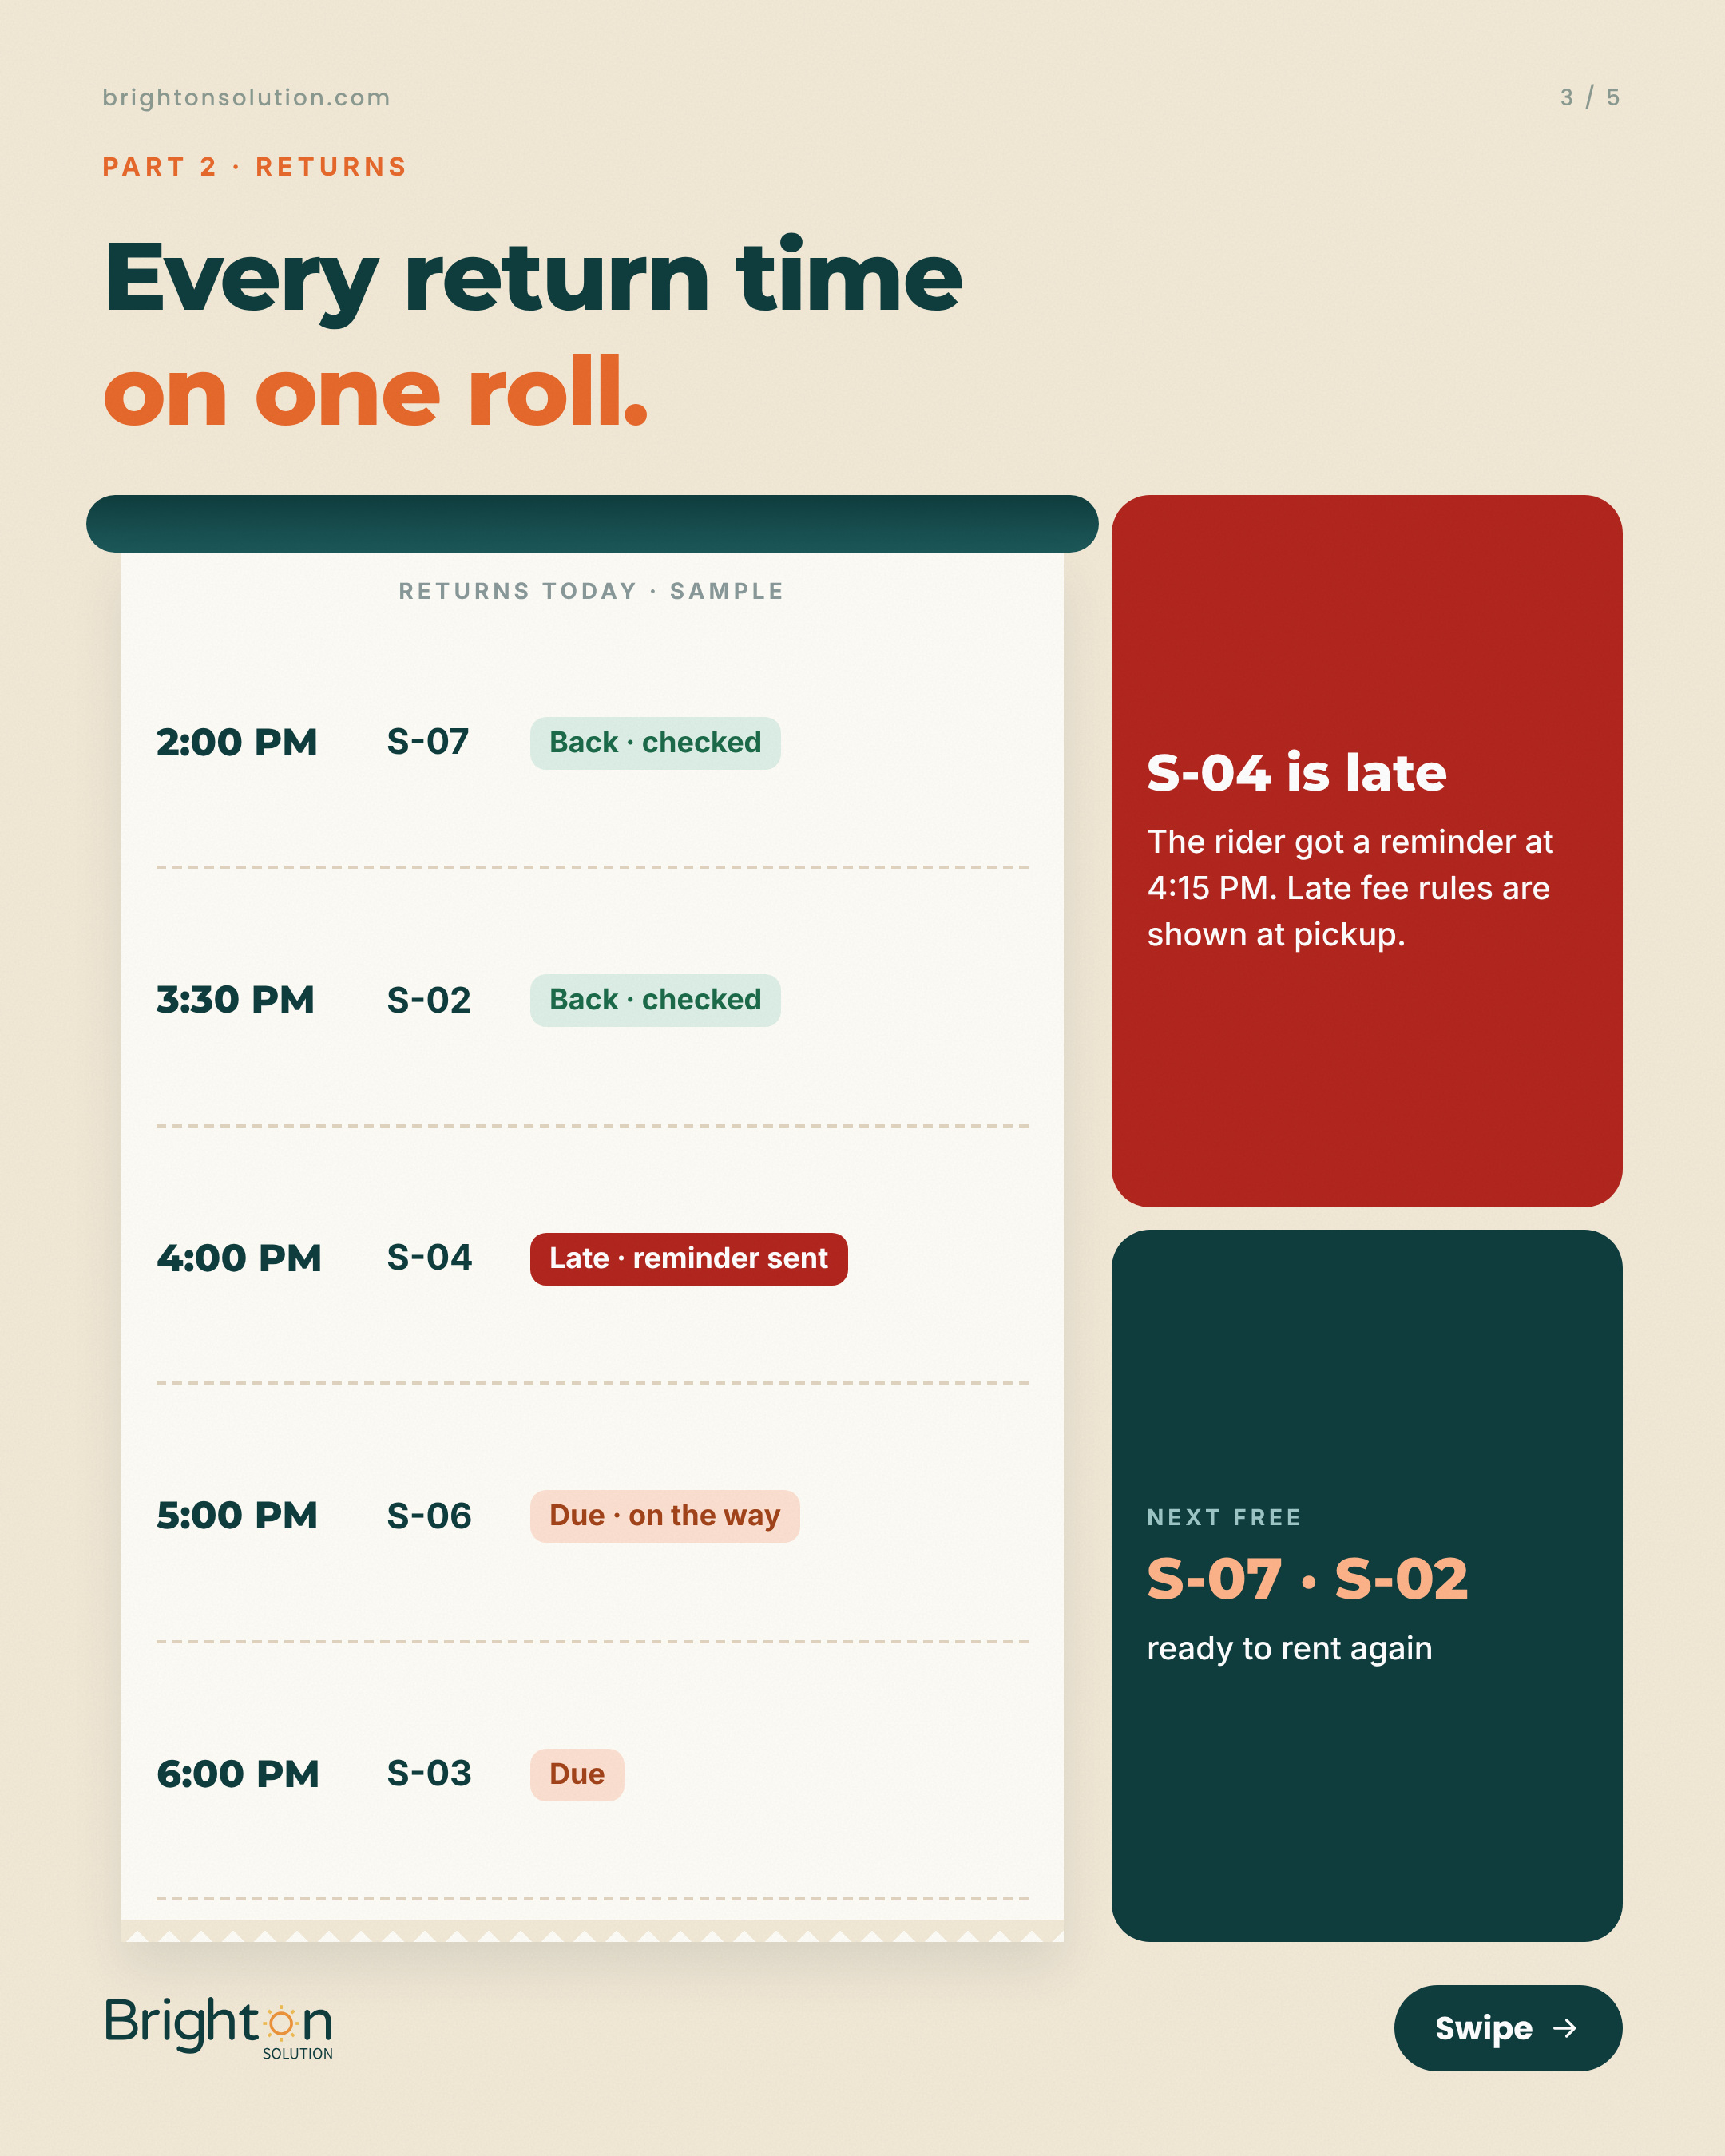 brightonsolution.com
3 / 5
PART 2 · RETURNS
Every return time
on one roll.
RETURNS TODAY · SAMPLE
2:00 PM S-07 Back · checked
3:30 PM S-02 Back · checked
4:00 PM S-04 Late · reminder sent
5:00 PM S-06 Due · on the way
6:00 PM S-03 Due
S-04 is late
The rider got a reminder at
4:15 PM. Late fee rules are
shown at pickup.
NEXT FREE
S-07 · S-02
ready to rent again
Brighton
SOLUTION
Swipe →